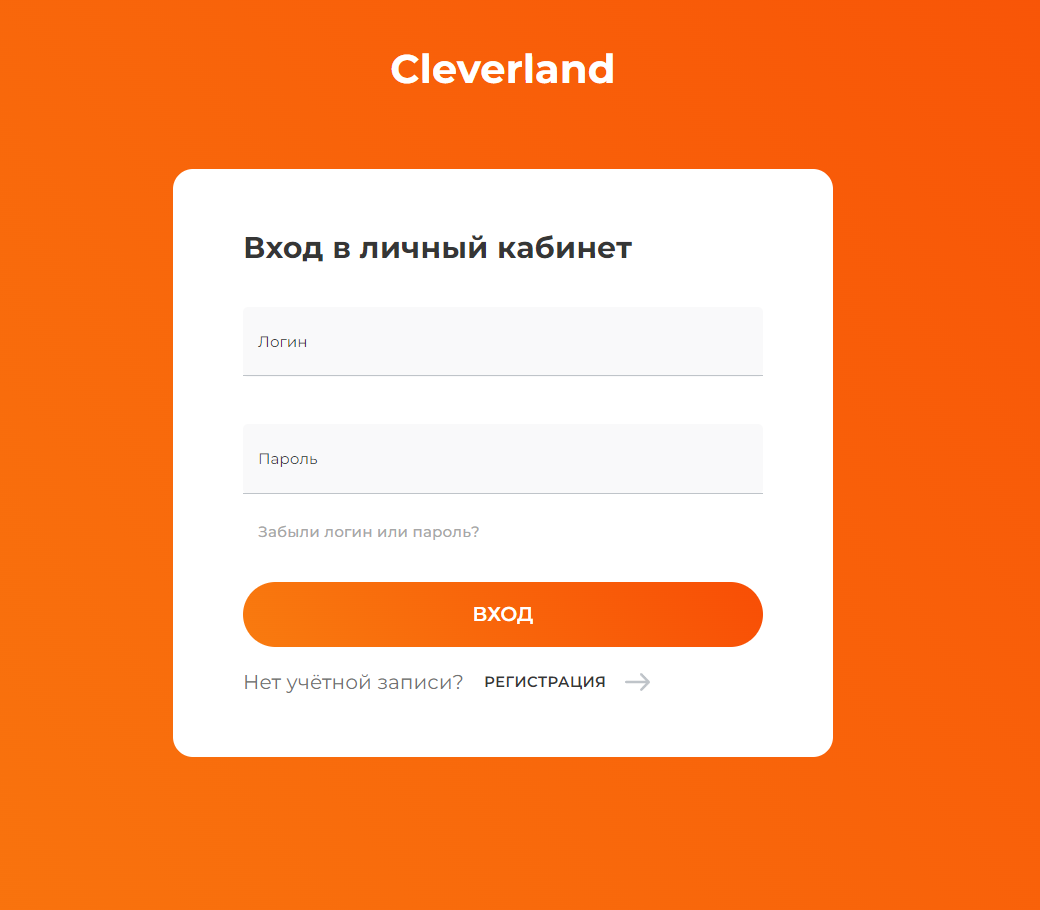 Cleverland
Вход в личный кабинет
Логин
Пароль
Забыли логин или пароль?
ВХОД
Нет учётной записи? РЕГИСТРАЦИЯ